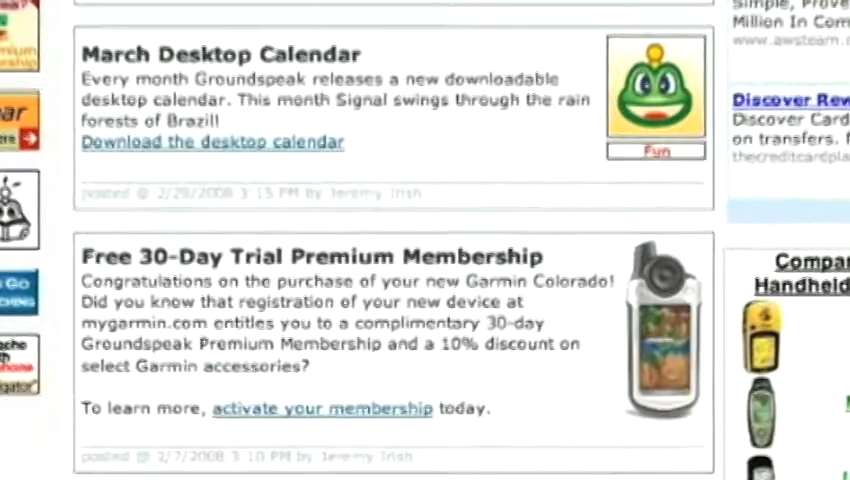 March Desktop Calendar
Every month Groundspeak releases a new downloadable
desktop calendar. This month Signal swings through the rain
forests of Brazil!
Download the desktop calendar
Fun
posted @ 2/29/2008 3:15 PM by Jeremy Irish
Free 30-Day Trial Premium Membership
Congratulations on the purchase of your new Garmin Colorado!
Did you know that registration of your new device at
mygarmin.com entitles you to a complimentary 30-day
Groundspeak Premium Membership and a 10% discount on
select Garmin accessories?
To learn more, activate your membership today.
posted @ 2/7/2008 3:10 PM by Jeremy Irish
Simple, Prove
Million In Com
www.awsteam.
Discover Rew
Discover Card
on transfers.
thecreditcardpla
Compar
Handheld